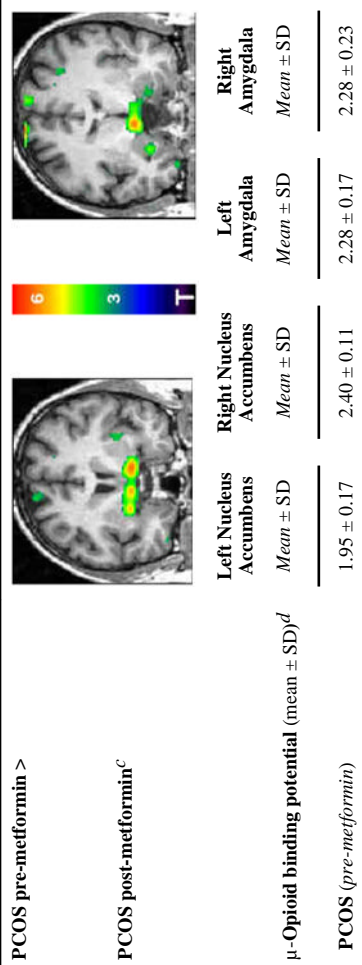 PCOS pre-metformin >
PCOS post-metformin^c
6
3
T
Left Nucleus Accumbens
Right Nucleus Accumbens
Left Amygdala
Right Amygdala
μ-Opioid binding potential (mean ± SD)^d
Mean ± SD
Mean ± SD
Mean ± SD
Mean ± SD
PCOS (pre-metformin)
1.95 ± 0.17
2.40 ± 0.11
2.28 ± 0.17
2.28 ± 0.23